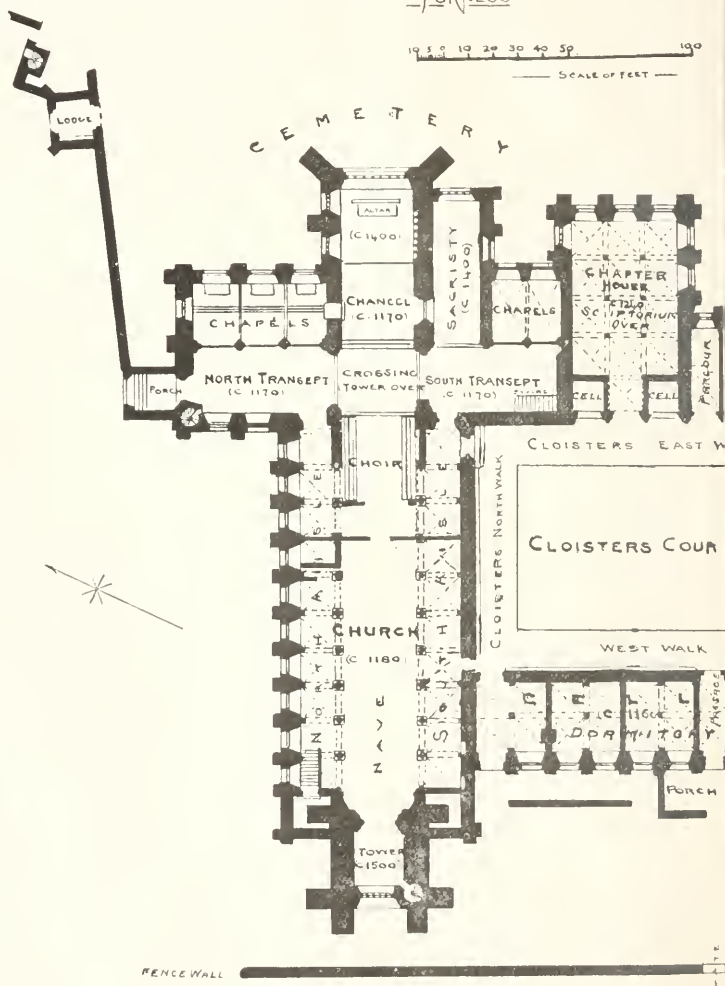 10 5 0 10 20 30 40 50 100
SCALE OF FEET
LODGE
CEMETERY
ALTAR
(C 1400)
SACRISTY
(C 1400)
CHAPTER
HOUSE
C 1250
OVER
CHANCEL
(C 1170)
CHAPELS
CHAPELS
PARLOUR
PORCH
NORTH TRANSEPT
(C 1170)
CROSSING
TOWER OVER
SOUTH TRANSEPT
(C 1170)
CELL
CELL
CLOISTERS EAST W
CHOIR
CLOISTERS NORTH WALK
CLOISTERS COUR
NORTH AISLE
CHURCH
(C 1180)
NAVE
SOUTH AISLE
WEST WALK
CELL
DORMITORY
PASSAGE
PORCH
TOWER
C 1500
FENCE WALL